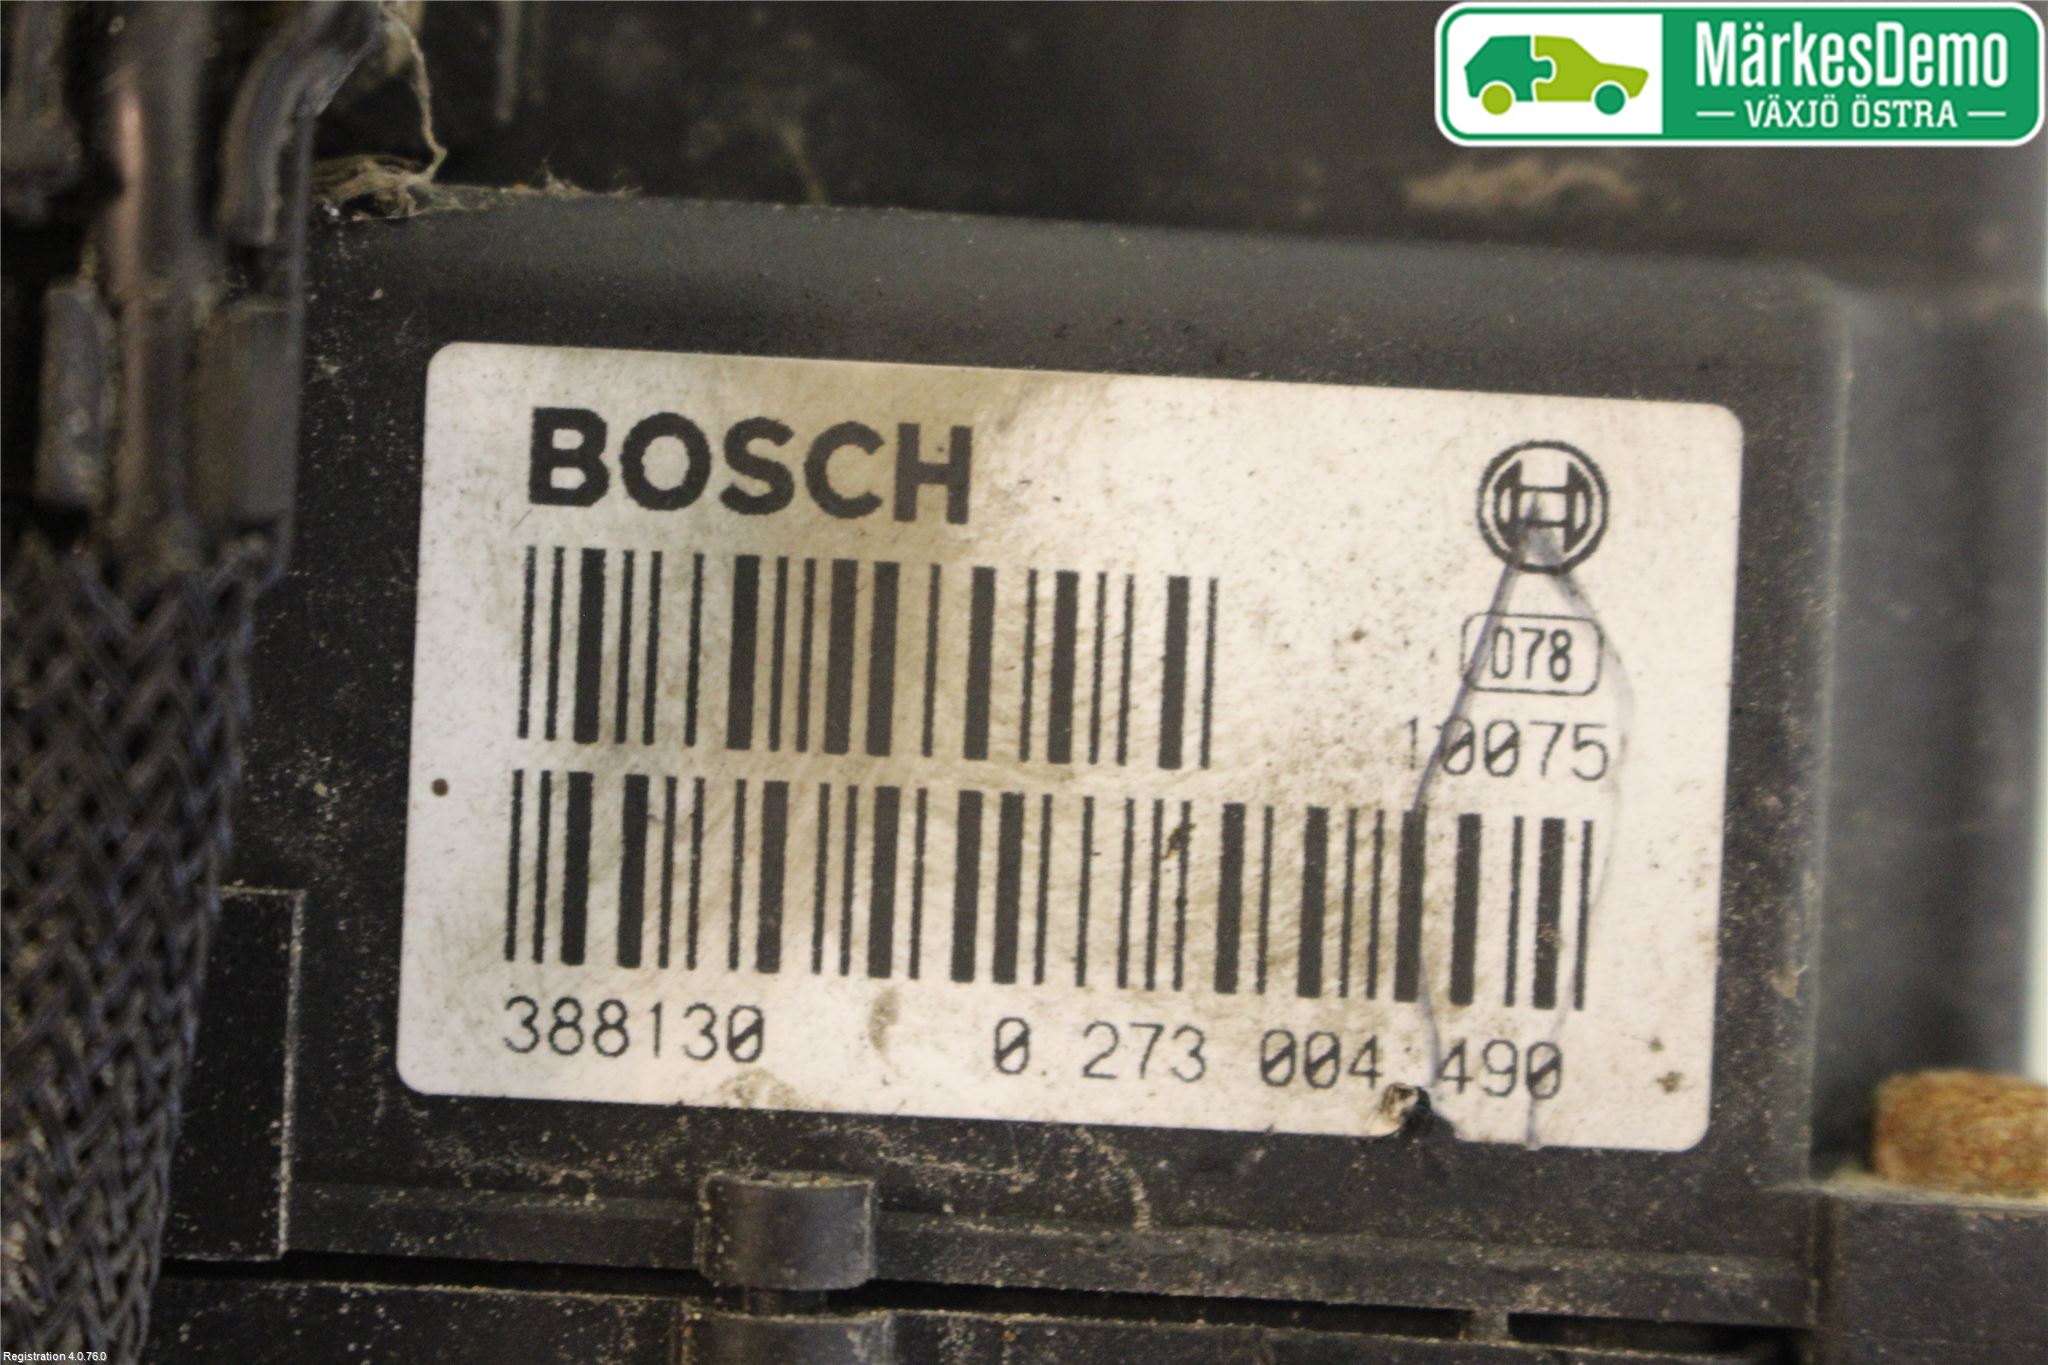 MärkesDemo
— VÄXJÖ ÖSTRA —
BOSCH
078
10075
388130 0 273 004 490
Registration 4.0.76.0